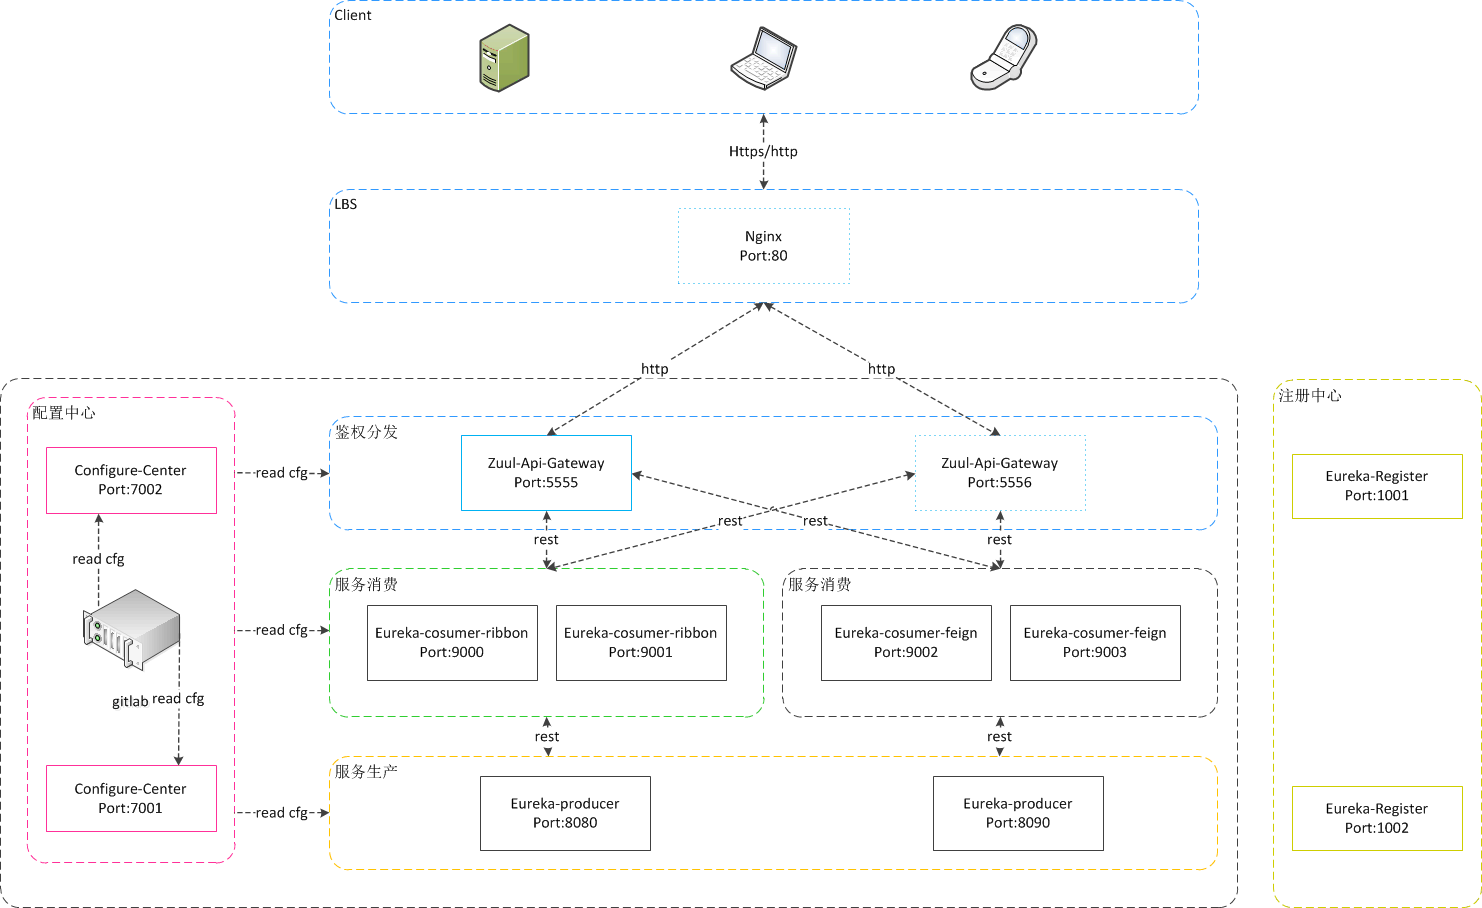 Client
Https/http
LBS
Nginx
Port:80
http
http
配置中心
Configure-Center
Port:7002
read cfg
gitlab
read cfg
Configure-Center
Port:7001
read cfg
read cfg
read cfg
鉴权分发
Zuul-Api-Gateway
Port:5555
Zuul-Api-Gateway
Port:5556
rest
rest
rest
rest
服务消费
Eureka-cosumer-ribbon
Port:9000
Eureka-cosumer-ribbon
Port:9001
服务消费
Eureka-cosumer-feign
Port:9002
Eureka-cosumer-feign
Port:9003
rest
rest
服务生产
Eureka-producer
Port:8080
Eureka-producer
Port:8090
注册中心
Eureka-Register
Port:1001
Eureka-Register
Port:1002